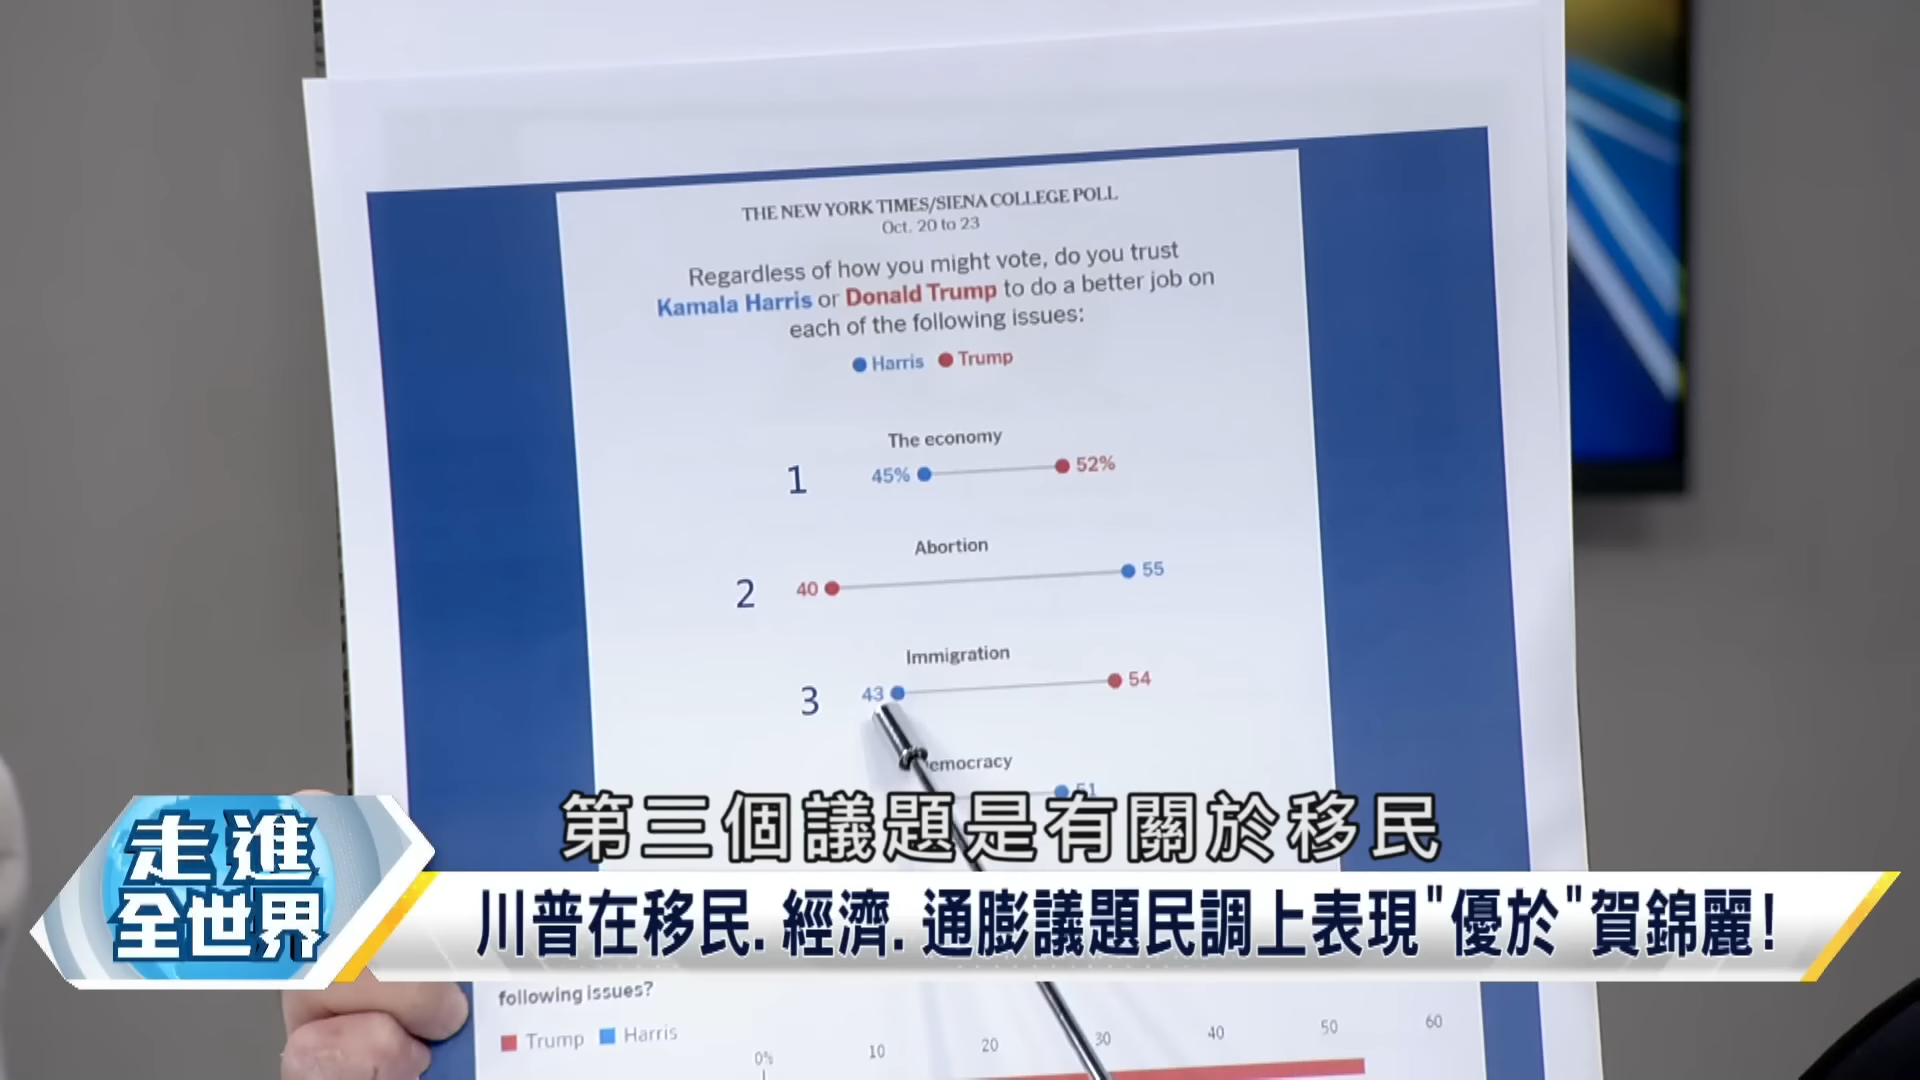 THE NEW YORK TIMES/SIENA COLLEGE POLL
Oct. 20 to 23
Regardless of how you might vote, do you trust
Kamala Harris or Donald Trump to do a better job on
each of the following issues:
Harris Trump
The economy
1 45% 52%
Abortion
2 40 55
Immigration
3 43 54
emocracy
51
第三個議題是有關於移民
走進
全世界
川普在移民.經濟.通膨議題民調上表現"優於"賀錦麗!
following issues?
Trump Harris
0% 10 20 30 40 50 60